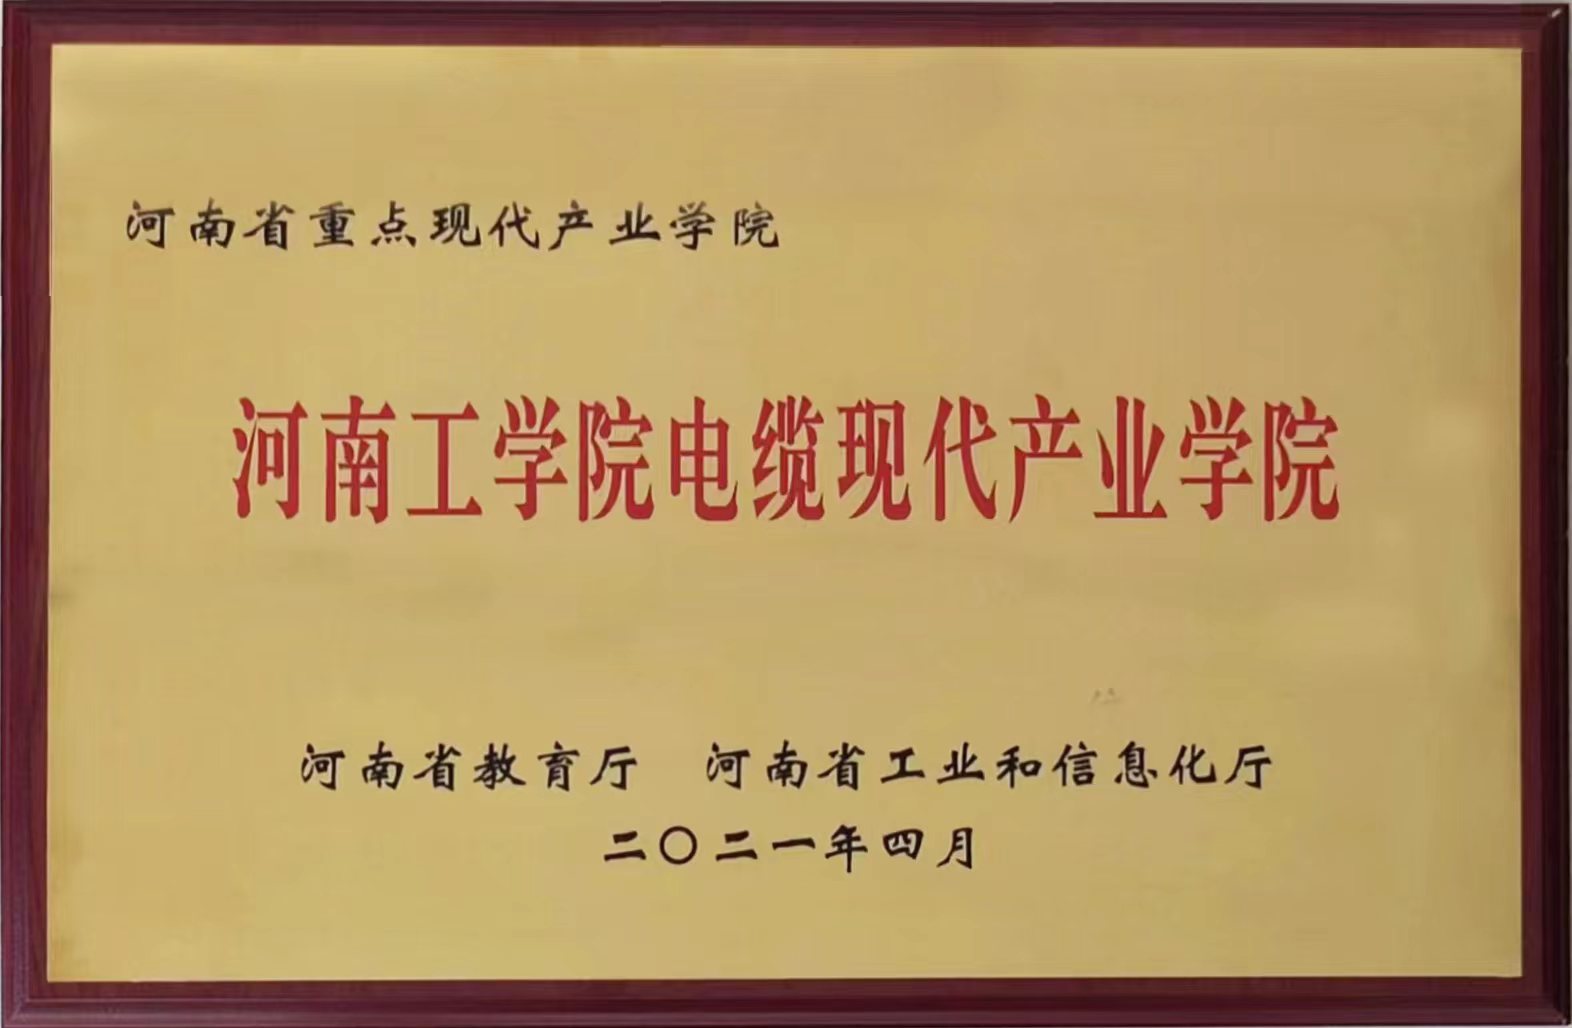 河南省重点现代产业学院
河南工学院电缆现代产业学院
河南省教育厅 河南省工业和信息化厅
二〇二一年四月